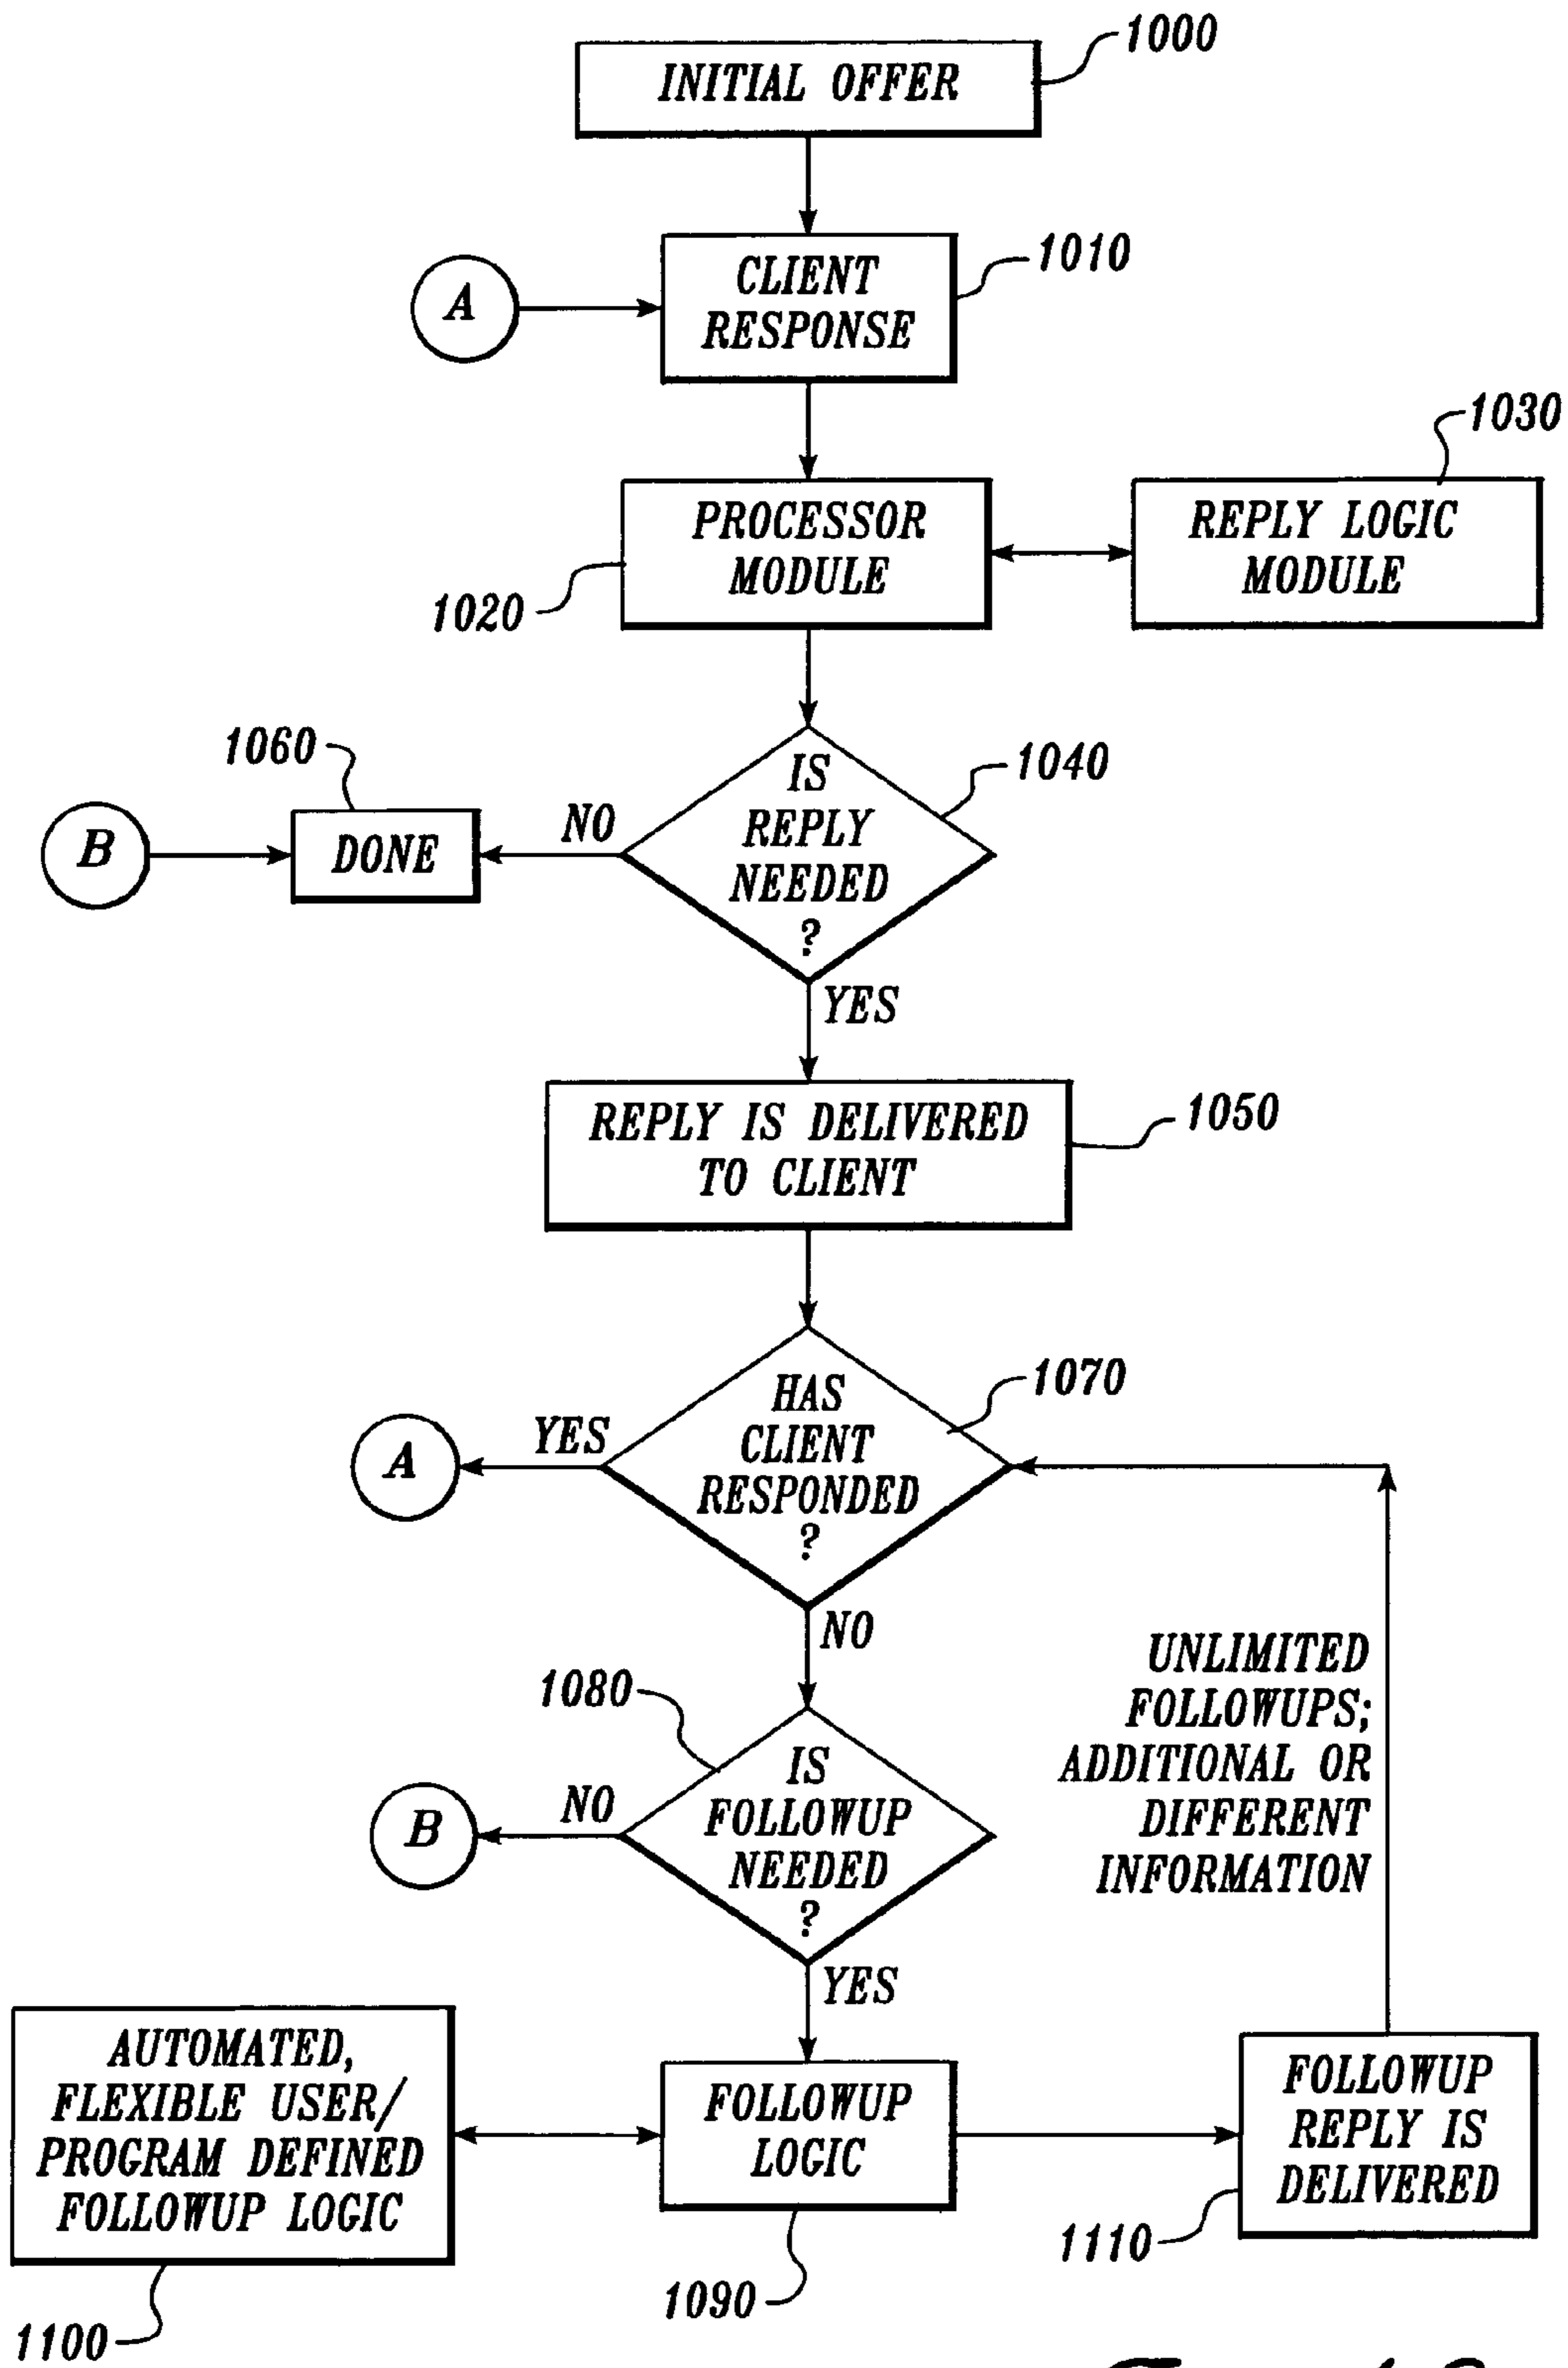 1000
INITIAL OFFER
1010
CLIENT
RESPONSE
A
1030
PROCESSOR
MODULE
REPLY LOGIC
MODULE
1020
1060
1040
IS
REPLY
NEEDED
?
NO
DONE
B
YES
REPLY IS DELIVERED
TO CLIENT
1050
1070
HAS
CLIENT
RESPONDED
?
YES
A
NO
UNLIMITED
FOLLOWUPS;
ADDITIONAL OR
DIFFERENT
INFORMATION
1080
IS
FOLLOWUP
NEEDED
?
NO
B
YES
AUTOMATED,
FLEXIBLE USER/
PROGRAM DEFINED
FOLLOWUP LOGIC
FOLLOWUP
LOGIC
FOLLOWUP
REPLY IS
DELIVERED
1110
1090
1100